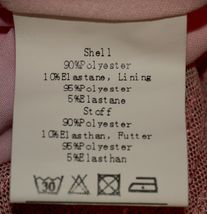 Shell
90%Polyester
10%Elastane, Lining
95%Polyester
5%Elastane
Stoff
90%Polyester
10%Elasthan, Futter
95%Polyester
5%Elasthan
30